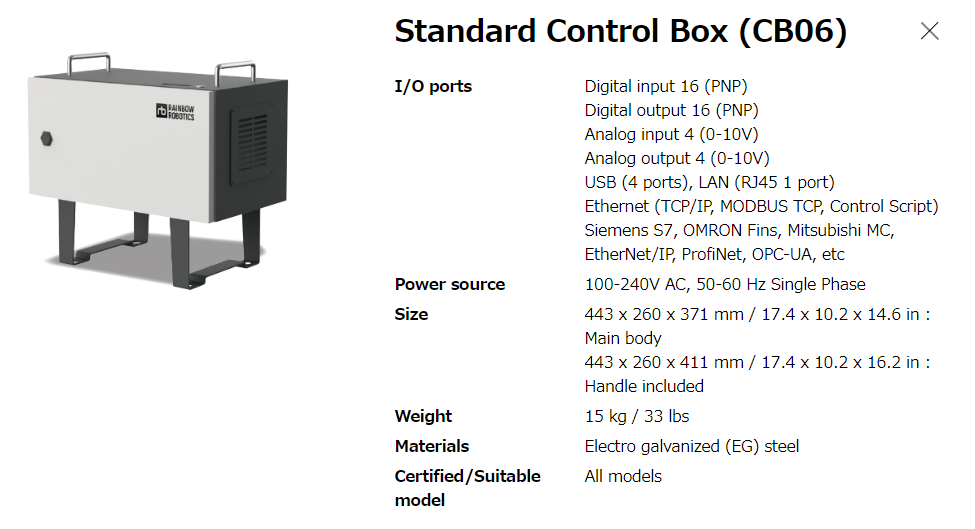 Standard Control Box (CB06)
rb RAINBOW
ROBOTICS
I/O ports
Digital input 16 (PNP)
Digital output 16 (PNP)
Analog input 4 (0-10V)
Analog output 4 (0-10V)
USB (4 ports), LAN (RJ45 1 port)
Ethernet (TCP/IP, MODBUS TCP, Control Script)
Siemens S7, OMRON Fins, Mitsubishi MC,
EtherNet/IP, ProfiNet, OPC-UA, etc
Power source
100-240V AC, 50-60 Hz Single Phase
Size
443 x 260 x 371 mm / 17.4 x 10.2 x 14.6 in :
Main body
443 x 260 x 411 mm / 17.4 x 10.2 x 16.2 in :
Handle included
Weight
15 kg / 33 lbs
Materials
Electro galvanized (EG) steel
Certified/Suitable
model
All models